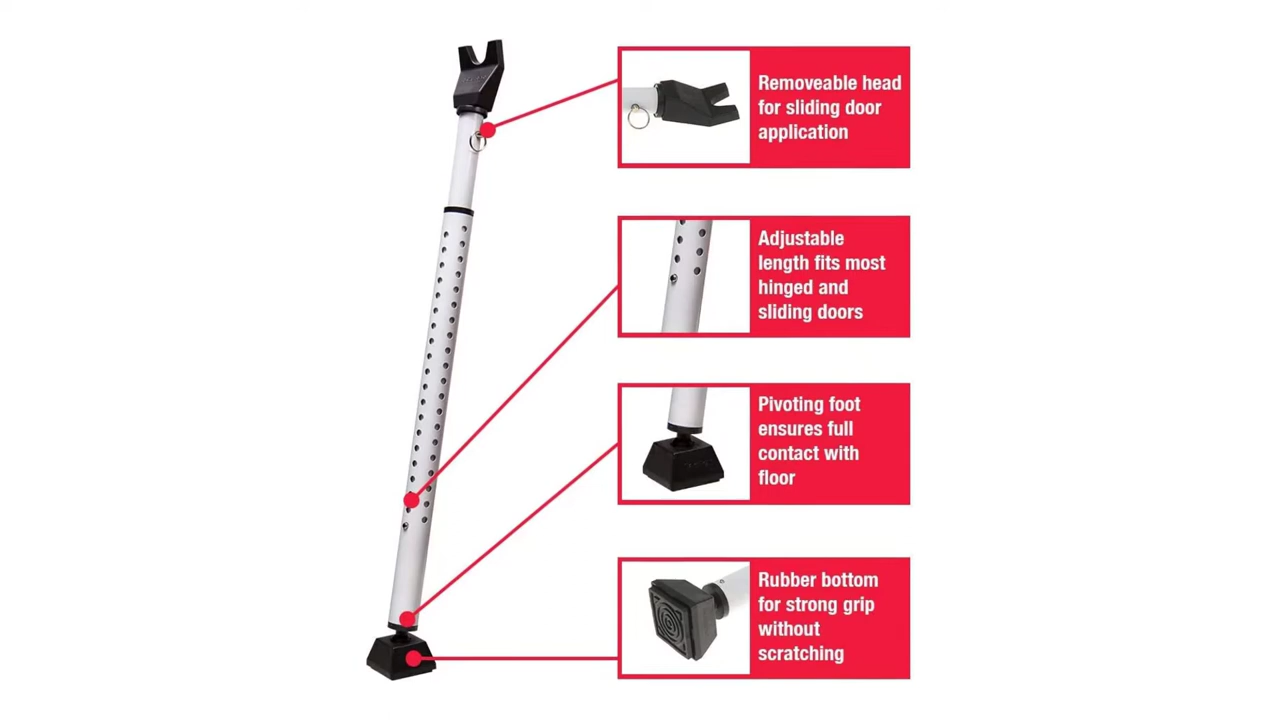 Removeable head
for sliding door
application
Adjustable
length fits most
hinged and
sliding doors
Pivoting foot
ensures full
contact with
floor
Rubber bottom
for strong grip
without
scratching